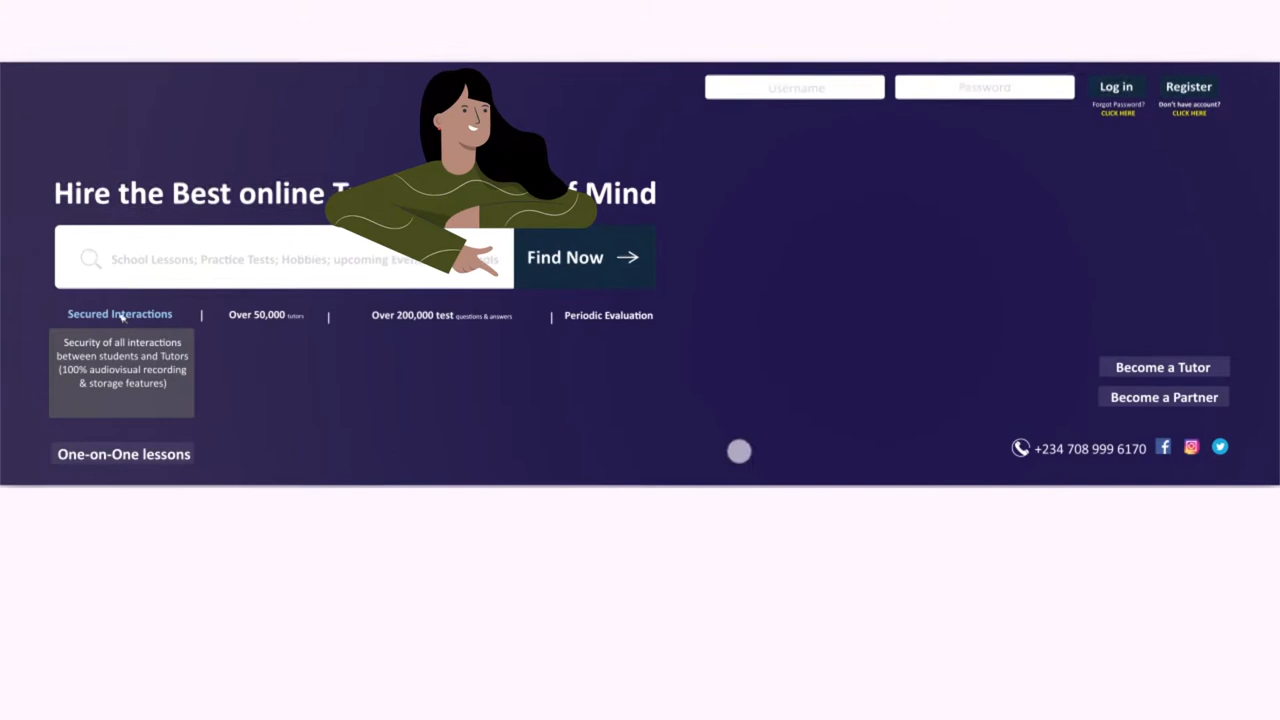 Username
Password
Log in
Register
Forgot Password?
CLICK HERE
Don't have account?
CLICK HERE
Hire the Best online Mind
School Lessons; Practice Tests; Hobbies; upcoming
Find Now
Secured Interactions | Over 50,000 tutors | Over 200,000 test questions & answers | Periodic Evaluation
Security of all interactions
between students and Tutors
(100% audiovisual recording
& storage features)
Become a Tutor
Become a Partner
One-on-One lessons
+234 708 999 6170